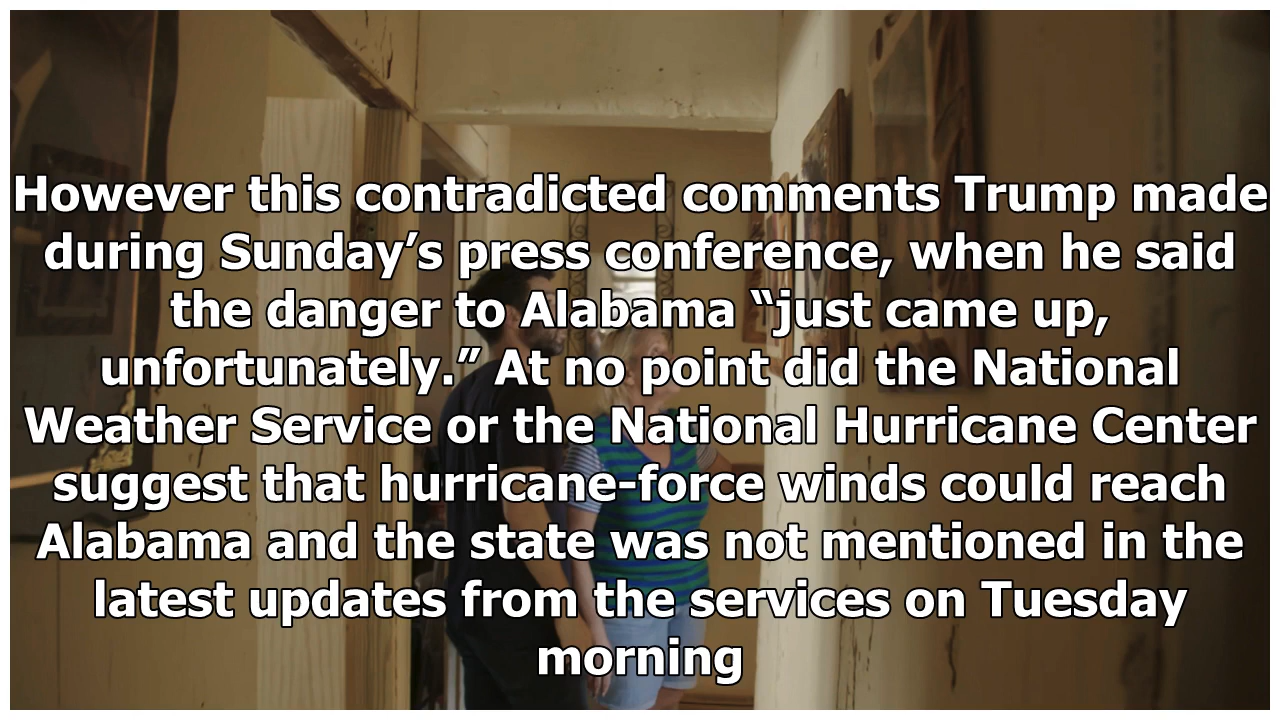 However this contradicted comments Trump made
during Sunday’s press conference, when he said
the danger to Alabama “just came up,
unfortunately.” At no point did the National
Weather Service or the National Hurricane Center
suggest that hurricane-force winds could reach
Alabama and the state was not mentioned in the
latest updates from the services on Tuesday
morning